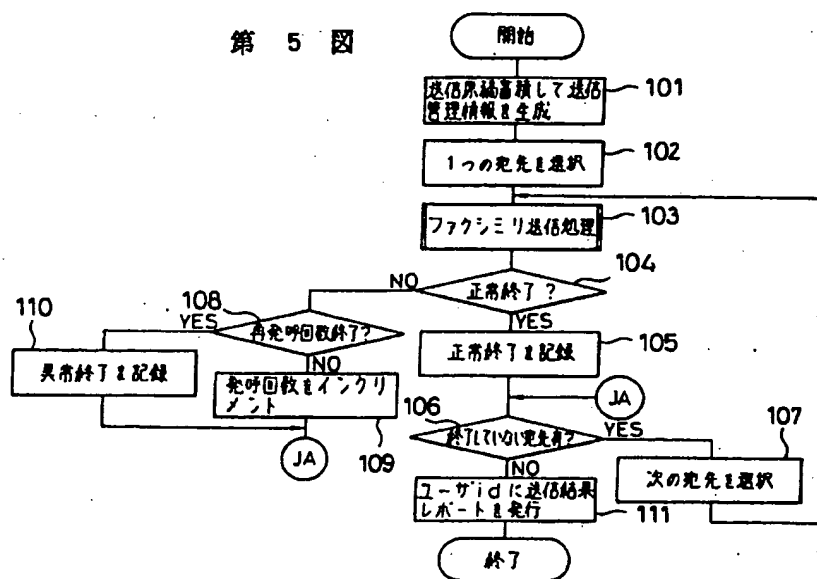 第 5 図
開始
送信原稿蓄積して送信
管理情報を生成
101
1つの宛先を選択
102
ファクシミリ送信処理
103
正常終了?
104
NO
YES
108
再発呼回数終了?
YES
NO
110
異常終了を記録
発呼回数をインクリ
メント
109
JA
正常終了を記録
105
JA
106
終了していない宛先有?
YES
NO
107
次の宛先を選択
ユーザidに送信結果
レポートを発行
111
終了